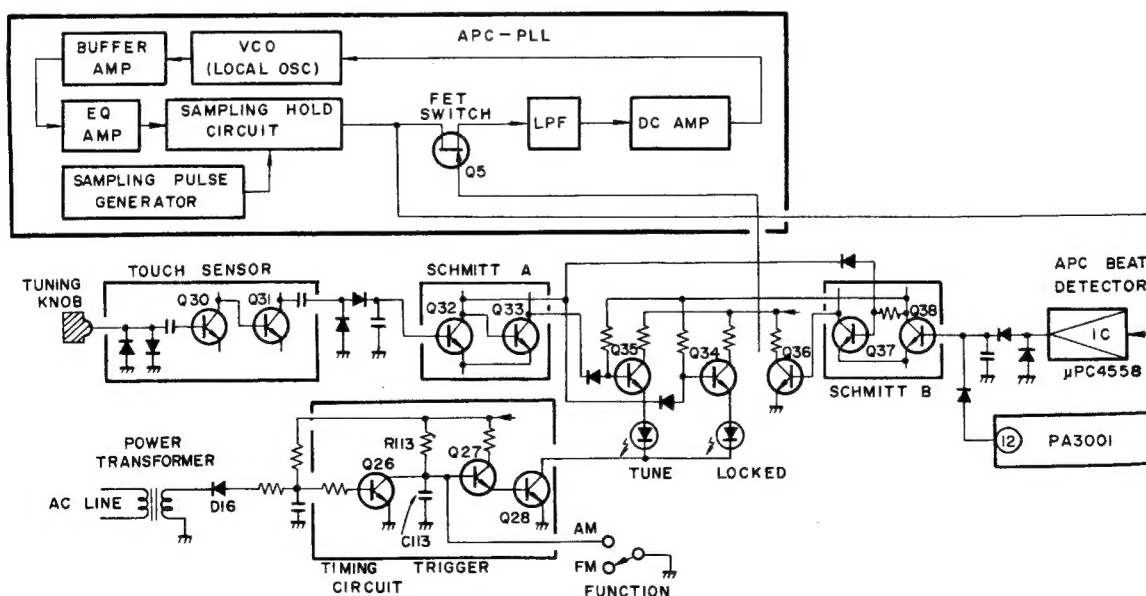 APC-PLL
BUFFER
AMP
VCO
(LOCAL OSC)
EQ
AMP
SAMPLING HOLD
CIRCUIT
FET
SWITCH
LPF
DC AMP
Q5
SAMPLING PULSE
GENERATOR
TUNING
KNOB
TOUCH SENSOR
Q30
Q31
SCHMITT A
Q32
Q33
Q35
Q34
Q36
Q37
Q38
SCHMITT B
APC BEAT
DETECTOR
IC
μPC4558
12
PA3001
TUNE
LOCKED
POWER
TRANSFORMER
AC LINE
D16
R113
Q26
Q27
Q28
C113
TIMING
CIRCUIT
TRIGGER
AM
FM
FUNCTION